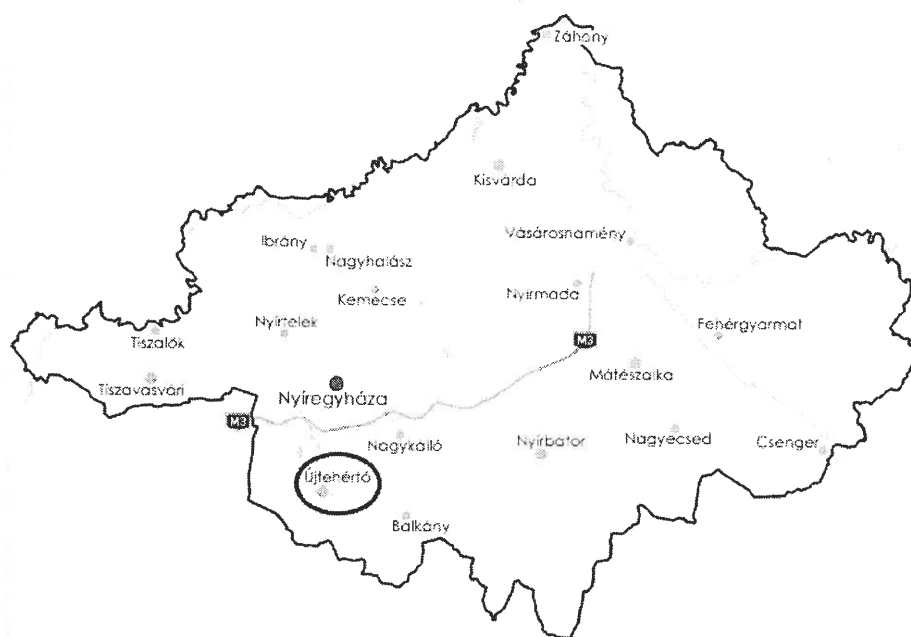 Záhony
Kisvárda
Vásárosnamény
Ibrány
Nagyhalász
Kemecse
Nyírmada
Nyírtelek
Fehérgyarmat
Tiszalök
M3
Mátészalka
Tiszavasvári
Nyíregyháza
M3
Nagykálló
Nyírbátor
Nagyecsed
Csenger
Újfehértó
Balkány